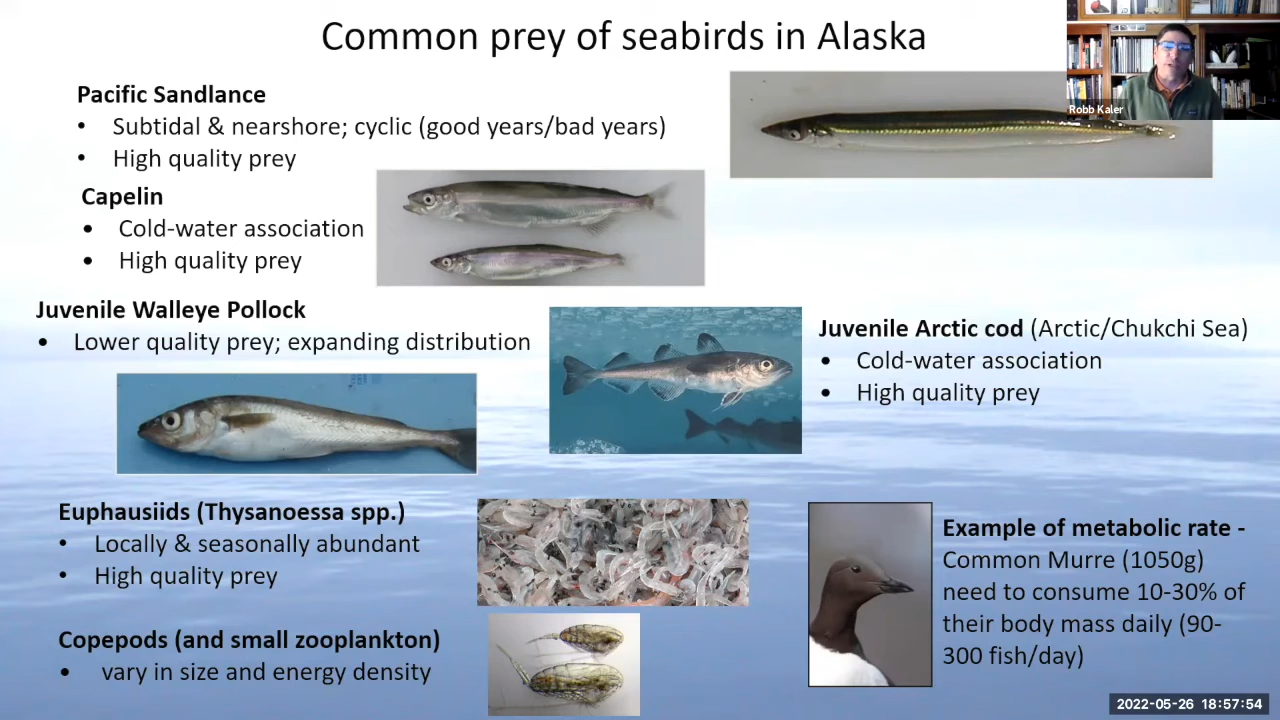 Common prey of seabirds in Alaska
Robb Kaler
Pacific Sandlance
• Subtidal & nearshore; cyclic (good years/bad years)
• High quality prey
Capelin
• Cold-water association
• High quality prey
Juvenile Walleye Pollock
• Lower quality prey; expanding distribution
Juvenile Arctic cod (Arctic/Chukchi Sea)
• Cold-water association
• High quality prey
Euphausiids (Thysanoessa spp.)
• Locally & seasonally abundant
• High quality prey
Copepods (and small zooplankton)
• vary in size and energy density
Example of metabolic rate -
Common Murre (1050g)
need to consume 10-30% of
their body mass daily (90-
300 fish/day)
2022-05-26 18:57:54